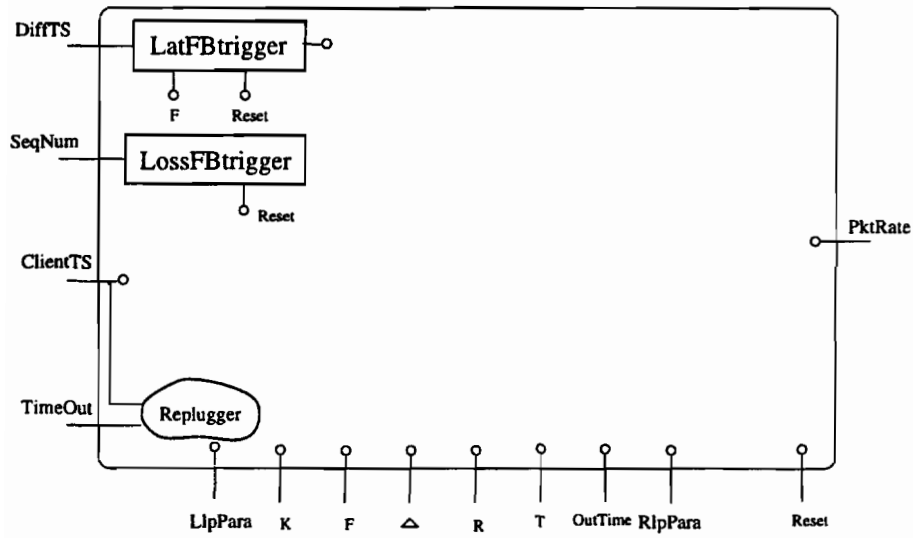 DiffTS
LatFBtrigger
F
Reset
SeqNum
LossFBtrigger
Reset
PktRate
ClientTS
TimeOut
Replugger
LlpPara
K
F
△
R
T
OutTime
RlpPara
Reset